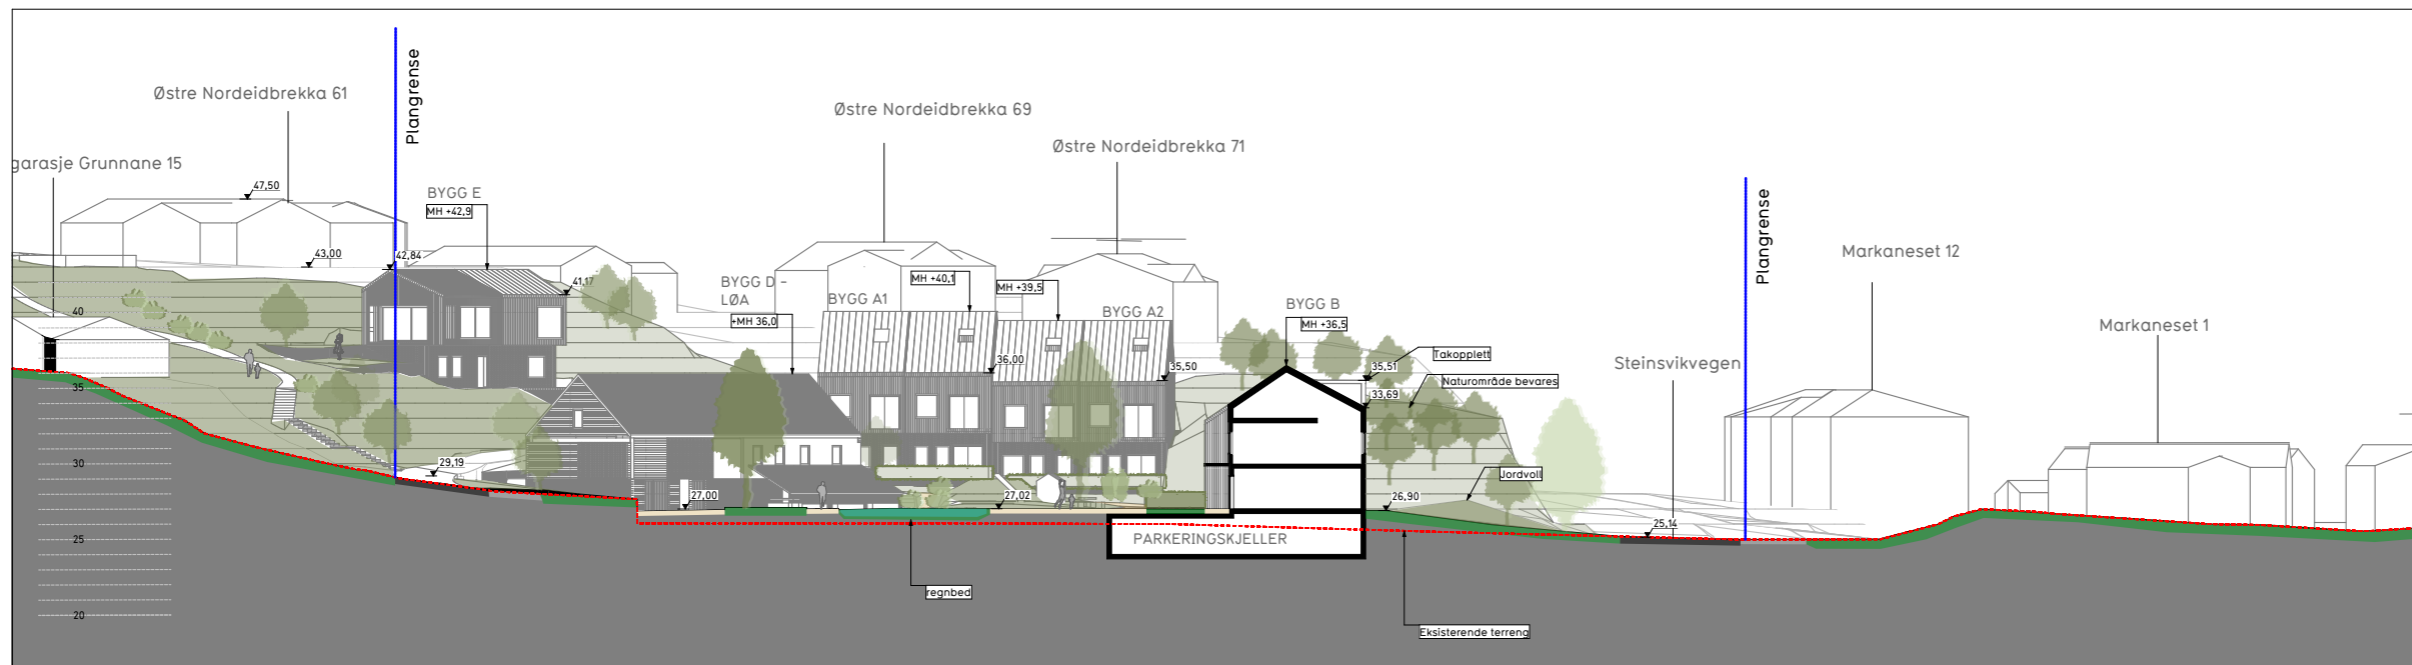 Østre Nordeidbrekka 61
Plangrense
Østre Nordeidbrekka 69
Østre Nordeidbrekka 71
garasje Grunnane 15
47,50
BYGG E
MH +42,9
Plangrense
Markaneset 12
43,00
42,84
41,17
BYGG D -
LØA
+MH 36,0
BYGG A1
MH +40,1
MH +39,5
BYGG A2
BYGG B
MH +36,5
Markaneset 1
Steinsvikvegen
Takopplett
Naturområde bevares
40
36,00
35,50
35,51
33,69
35
30
29,19
27,00
27,02
26,90
Jordvoll
25,14
25
PARKERINGSKJELLER
regnbed
20
Eksisterende terreng